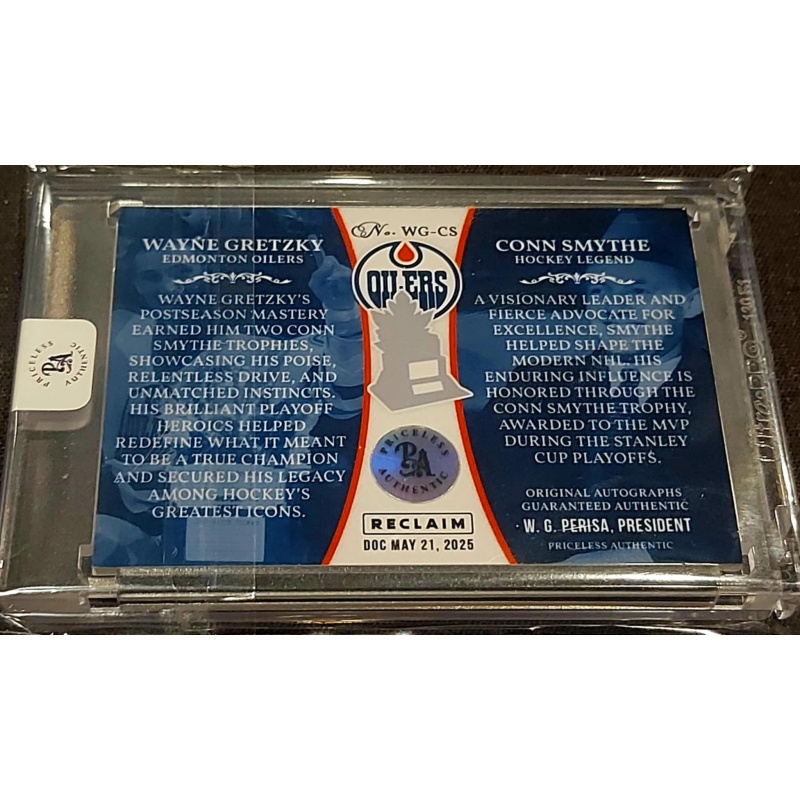 No. WG-CS
WAYNE GRETZKY
EDMONTON OILERS
WAYNE GRETZKY'S
POSTSEASON MASTERY
EARNED HIM TWO CONN
SMYTHE TROPHIES,
SHOWCASING HIS POISE,
RELENTLESS DRIVE, AND
UNMATCHED INSTINCTS.
HIS BRILLIANT PLAYOFF
HEROICS HELPED
REDEFINE WHAT IT MEANT
TO BE A TRUE CHAMPION
AND SECURED HIS LEGACY
AMONG HOCKEY'S
GREATEST ICONS.
OILERS
PRICELESS
PA
AUTHENTIC
RECLAIM
DOC MAY 21, 2025
CONN SMYTHE
HOCKEY LEGEND
A VISIONARY LEADER AND
FIERCE ADVOCATE FOR
EXCELLENCE, SMYTHE
HELPED SHAPE THE
MODERN NHL. HIS
ENDURING INFLUENCE IS
HONORED THROUGH THE
CONN SMYTHE TROPHY,
AWARDED TO THE MVP
DURING THE STANLEY
CUP PLAYOFFS.
ORIGINAL AUTOGRAPHS
GUARANTEED AUTHENTIC
W. G. PERISA, PRESIDENT
PRICELESS AUTHENTIC
PRICELESS
PA
AUTHENTIC